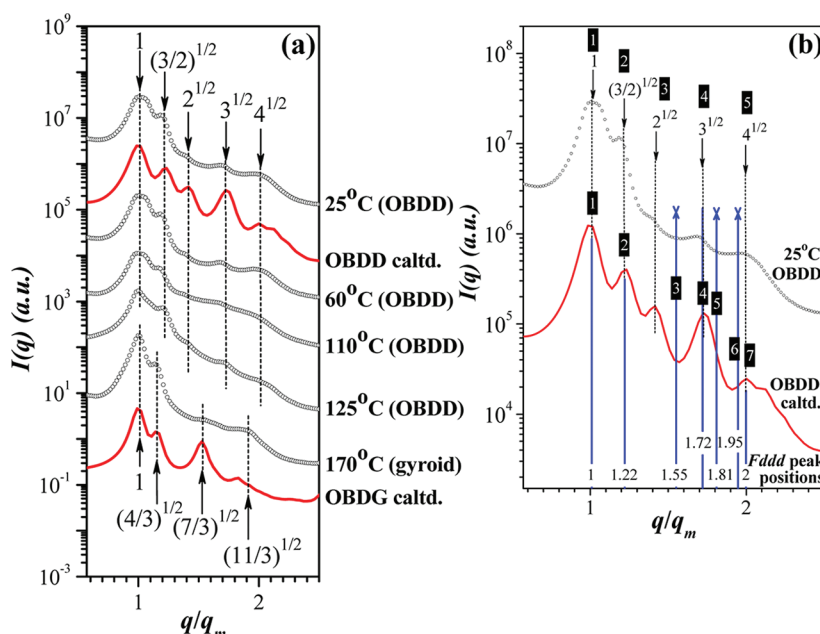 (a)
I(q) (a.u.)
10^9
10^7
10^5
10^3
10^1
10^-1
10^-3
1
(3/2)^1/2
2^1/2
3^1/2
4^1/2
25°C (OBDD)
OBDD caltd.
60°C (OBDD)
110°C (OBDD)
125°C (OBDD)
170°C (gyroid)
OBDG caltd.
1
(4/3)^1/2
(7/3)^1/2
(11/3)^1/2
1 2
q/q_m
(b)
I(q) (a.u.)
10^8
10^7
10^6
10^5
10^4
1 2 3 4 5
1
(3/2)^1/2
2^1/2
3^1/2
4^1/2
25°C
OBDD
1 2 3 4 5 6 7
OBDD
caltd.
1 1.22 1.55 1.72 1.81 1.95 2
Fddd peak
positions
1 2
q/q_m